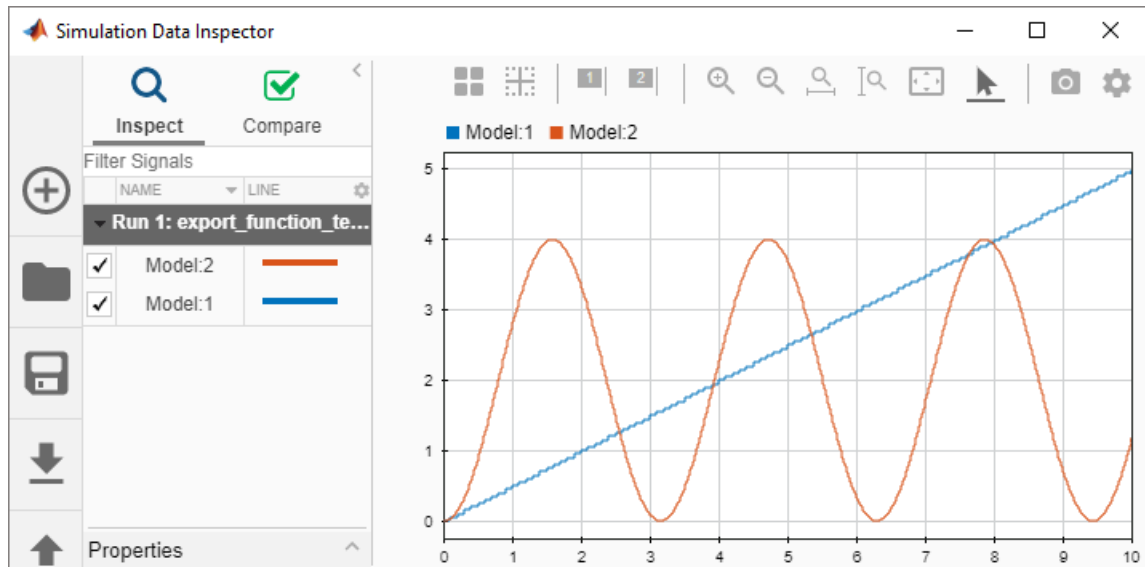 Simulation Data Inspector
Inspect Compare
Filter Signals
NAME LINE
Run 1: export_function_te...
Model:2
Model:1
Properties
1 2
Model:1 Model:2
5
4
3
2
1
0
0 1 2 3 4 5 6 7 8 9 10